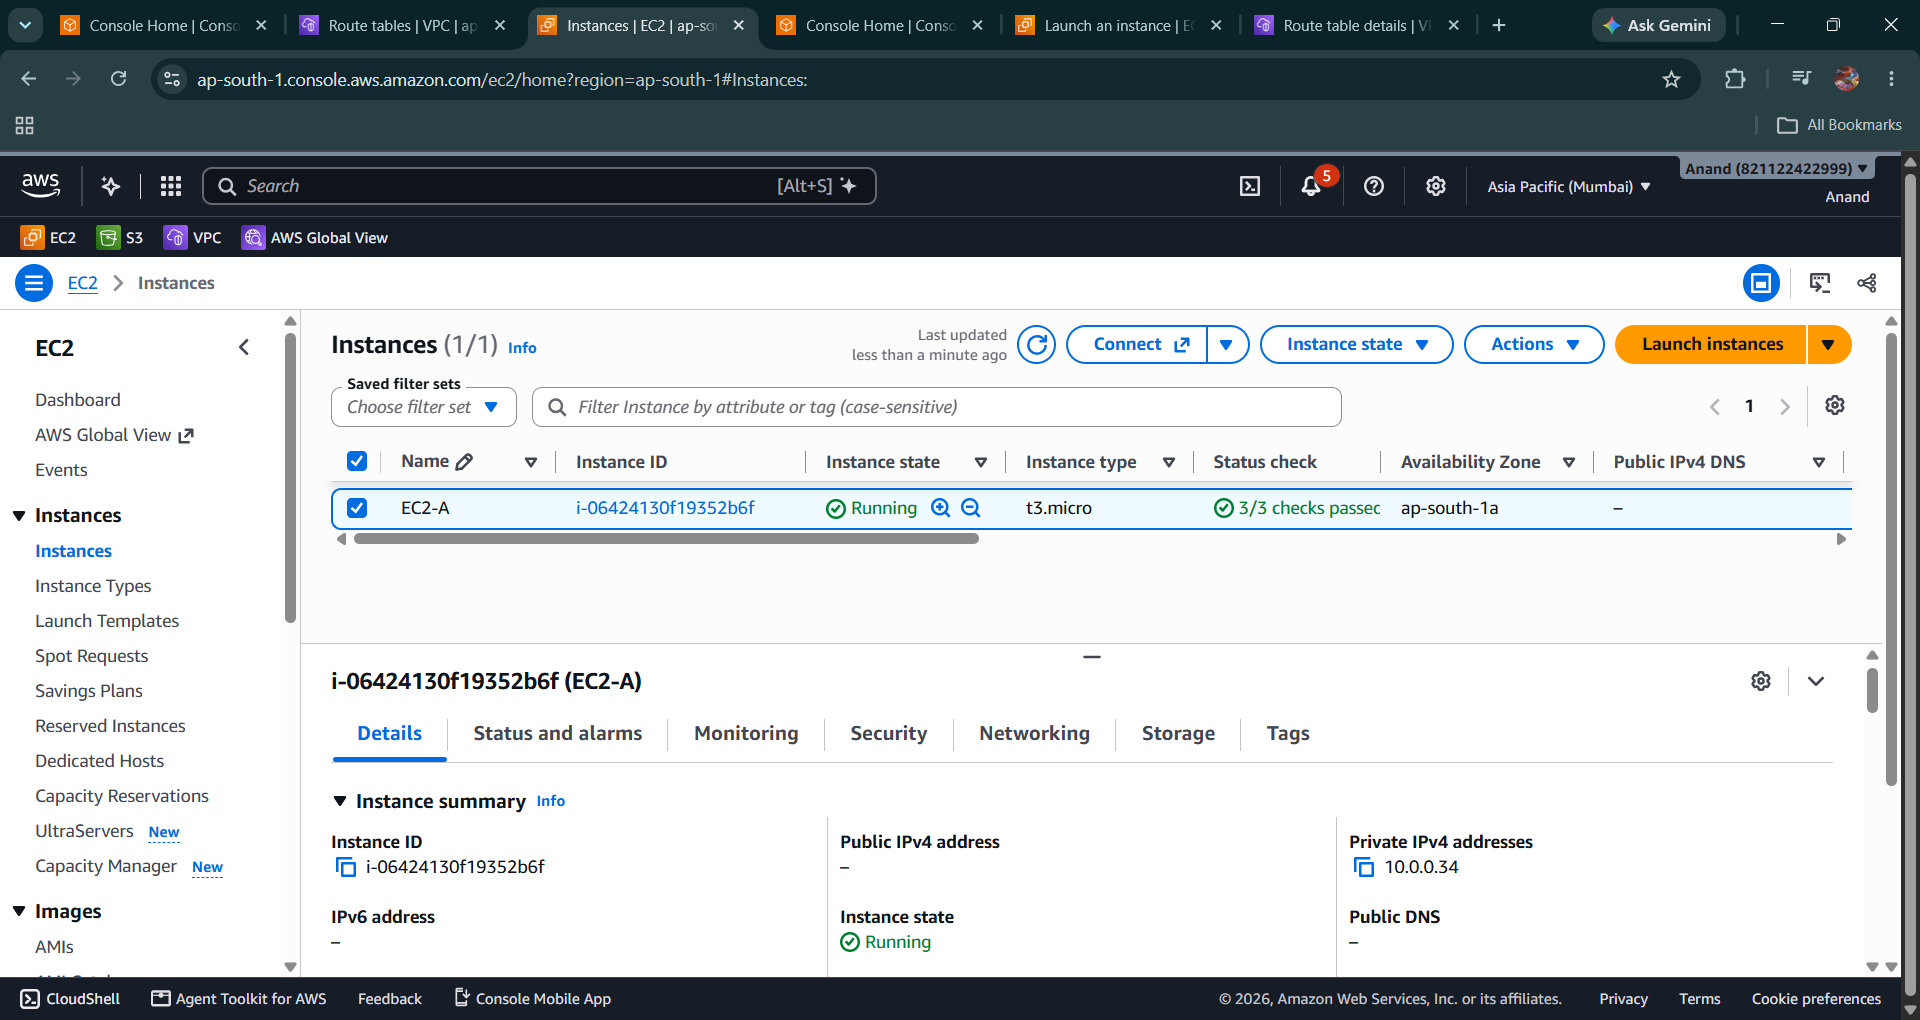 Console Home | Conso
Route tables | VPC | ap
Instances | EC2 | ap-so
Console Home | Conso
Launch an instance | E
Route table details | V
Ask Gemini
ap-south-1.console.aws.amazon.com/ec2/home?region=ap-south-1#Instances:
All Bookmarks
aws
Search
[Alt+S]
5
Asia Pacific (Mumbai)
Anand (821122422999)
Anand
EC2
S3
VPC
AWS Global View
EC2
Instances
EC2
Dashboard
AWS Global View
Events
Instances
Instances
Instance Types
Launch Templates
Spot Requests
Savings Plans
Reserved Instances
Dedicated Hosts
Capacity Reservations
UltraServers New
Capacity Manager New
Images
AMIs
Instances (1/1) Info
Last updated
less than a minute ago
Connect
Instance state
Actions
Launch instances
Saved filter sets
Choose filter set
Filter Instance by attribute or tag (case-sensitive)
1
Name
Instance ID
Instance state
Instance type
Status check
Availability Zone
Public IPv4 DNS
EC2-A
i-06424130f19352b6f
Running
t3.micro
3/3 checks passec
ap-south-1a
–
i-06424130f19352b6f (EC2-A)
Details
Status and alarms
Monitoring
Security
Networking
Storage
Tags
Instance summary Info
Instance ID
i-06424130f19352b6f
Public IPv4 address
–
Private IPv4 addresses
10.0.0.34
IPv6 address
–
Instance state
Running
Public DNS
–
CloudShell
Agent Toolkit for AWS
Feedback
Console Mobile App
© 2026, Amazon Web Services, Inc. or its affiliates.
Privacy
Terms
Cookie preferences